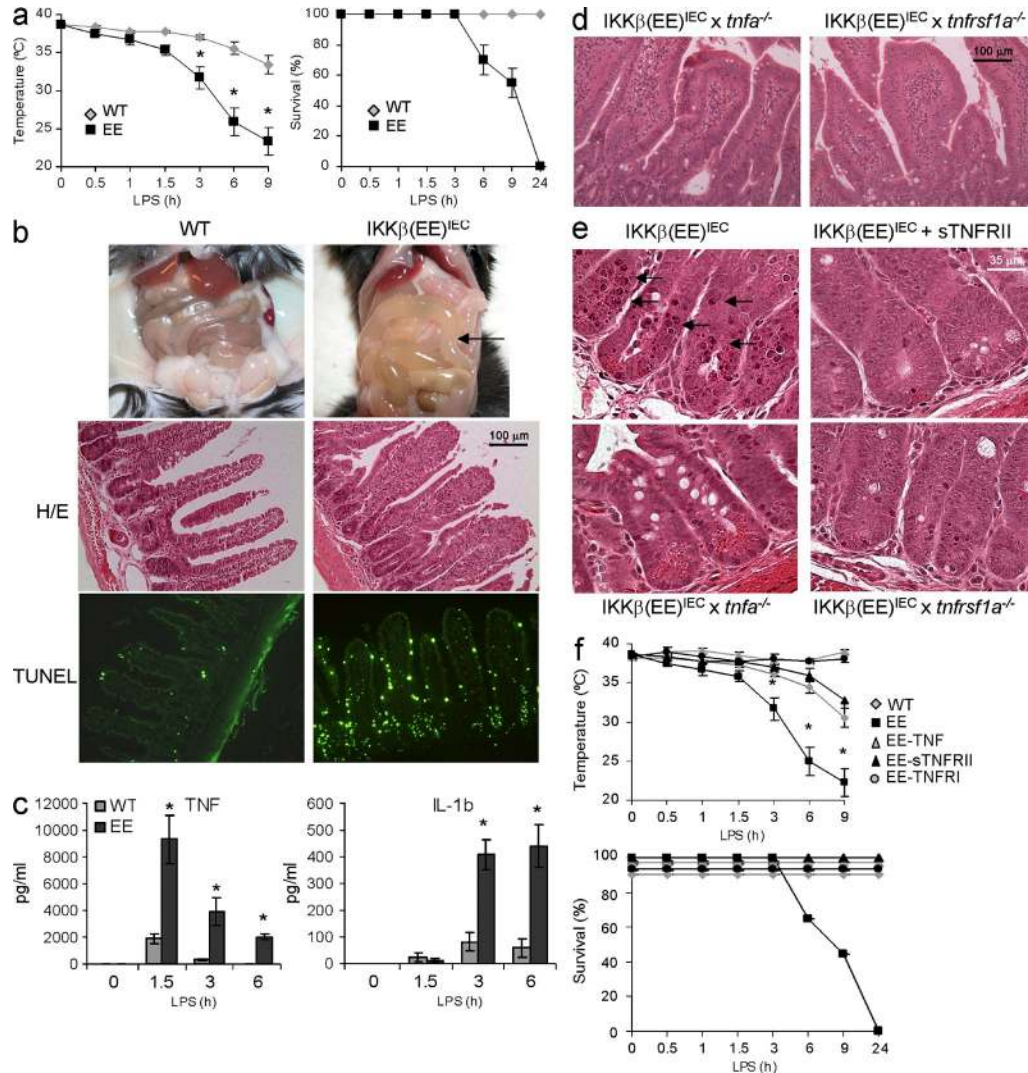 a
Temperature (ºC)
40
35
30
25
20
WT
EE
*
*
*
0 0.5 1 1.5 3 6 9
LPS (h)
Survival (%)
100
80
60
40
20
0
WT
EE
0 0.5 1 1.5 3 6 9 24
LPS (h)
b
WT
IKKβ(EE)IEC
H/E
100 μm
TUNEL
c
pg/ml
12000
10000
8000
6000
4000
2000
0
WT
EE
TNF
*
*
*
0 1.5 3 6
LPS (h)
pg/ml
600
500
400
300
200
100
0
IL-1b
*
*
0 1.5 3 6
LPS (h)
d
IKKβ(EE)IEC x tnfa-/-
IKKβ(EE)IEC x tnfrsf1a-/-
100 μm
e
IKKβ(EE)IEC
IKKβ(EE)IEC + sTNFRII
35 μm
IKKβ(EE)IEC x tnfa-/-
IKKβ(EE)IEC x tnfrsf1a-/-
f
Temperature (ºC)
40
35
30
25
20
*
*
*
WT
EE
EE-TNF
EE-sTNFRII
EE-TNFRI
0 0.5 1 1.5 3 6 9
LPS (h)
Survival (%)
100
80
60
40
20
0
0 0.5 1 1.5 3 6 9 24
LPS (h)